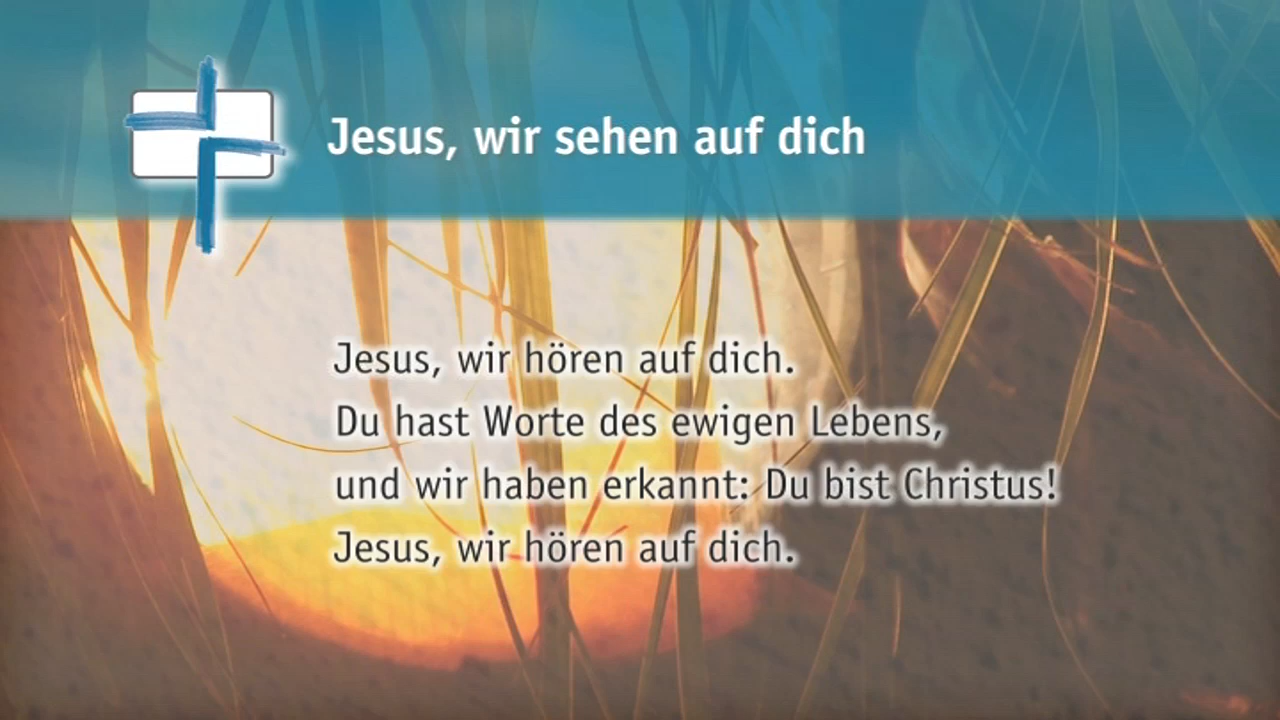 Jesus, wir sehen auf dich
Jesus, wir hören auf dich.
Du hast Worte des ewigen Lebens,
und wir haben erkannt: Du bist Christus!
Jesus, wir hören auf dich.